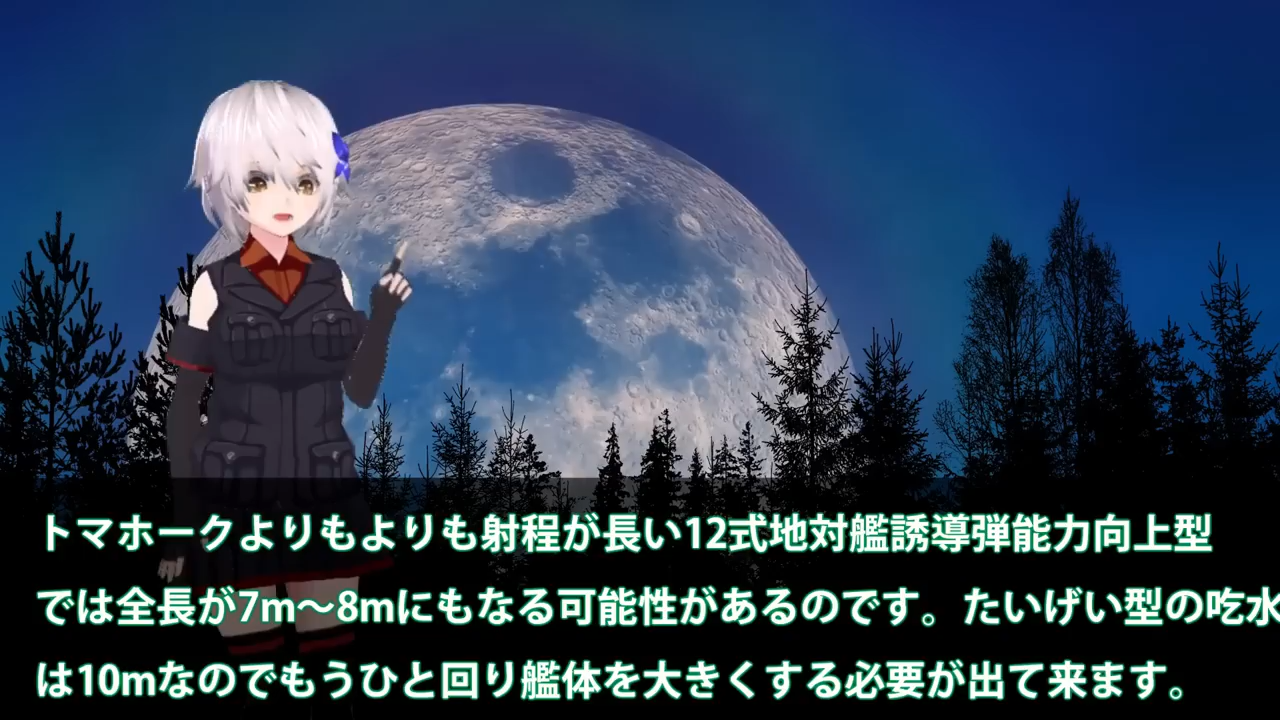 トマホークよりもよりも射程が長い12式地対艦誘導弾能力向上型
では全長が7m～8mにもなる可能性があるのです。たいげい型の吃水
は10mなのでもうひと回り艦体を大きくする必要が出て来ます。